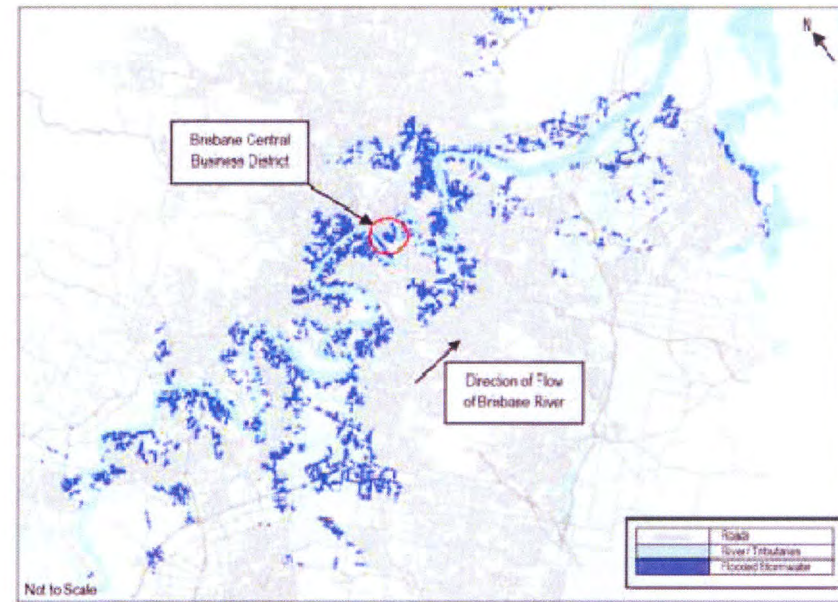 N
Brisbane Central
Business District
Direction of Flow
of Brisbane River
Roads
River/ Tributaries
Flooded Stormwater
Not to Scale